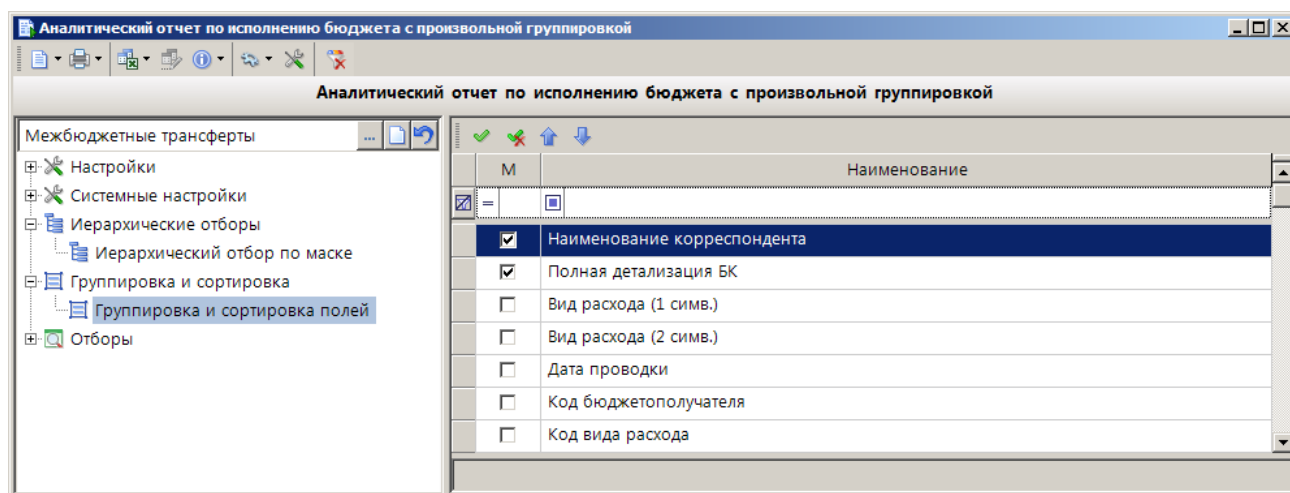 Аналитический отчет по исполнению бюджета с произвольной группировкой
Аналитический отчет по исполнению бюджета с произвольной группировкой
Межбюджетные трансферты ...
Настройки
Системные настройки
Иерархические отборы
Иерархический отбор по маске
Группировка и сортировка
Группировка и сортировка полей
Отборы
М Наименование
=
Наименование корреспондента
Полная детализация БК
Вид расхода (1 симв.)
Вид расхода (2 симв.)
Дата проводки
Код бюджетополучателя
Код вида расхода